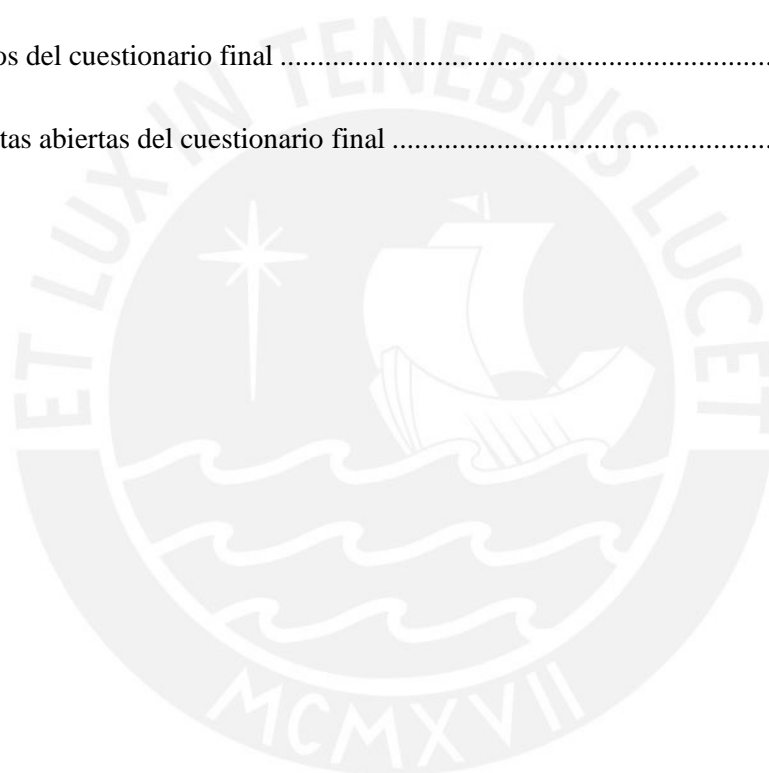 os del cuestionario final ....................................................................
tas abiertas del cuestionario final ....................................................
ET LUX IN TENEBRIS LUCET
MCMXVII